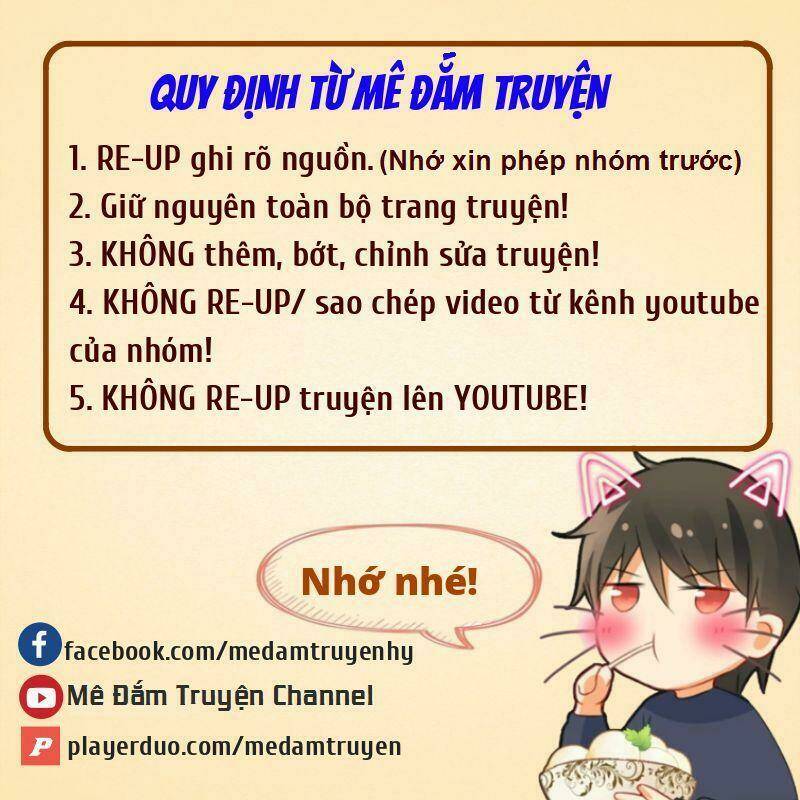 QUY ĐỊNH TỪ MÊ ĐẮM TRUYỆN
1. RE-UP ghi rõ nguồn. (Nhớ xin phép nhóm trước)
2. Giữ nguyên toàn bộ trang truyện!
3. KHÔNG thêm, bớt, chỉnh sửa truyện!
4. KHÔNG RE-UP/ sao chép video từ kênh youtube
của nhóm!
5. KHÔNG RE-UP truyện lên YOUTUBE!
Nhớ nhé!
facebook.com/medamtruyenhy
Mê Đắm Truyện Channel
playerduo.com/medamtruyen